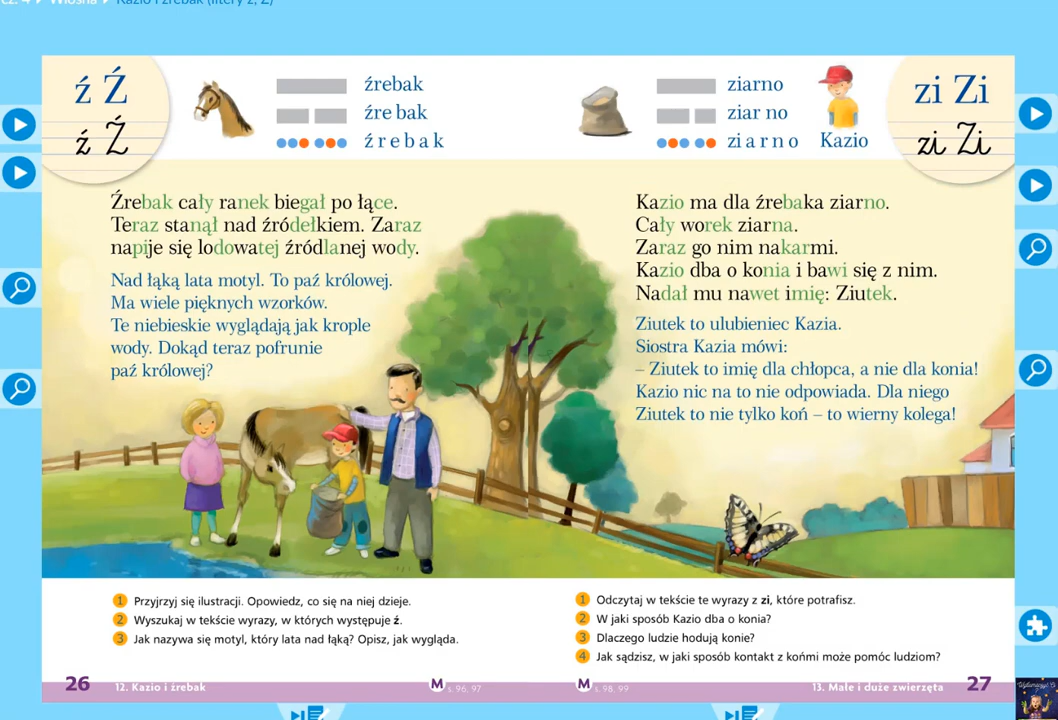 cz. 4 Wiosna Kazio i źrebak (litery ź, Ź)
ź Ź
ź Ź
źrebak
źre bak
ź r e b a k
ziarno
ziar no
zi a r n o
Kazio
zi Zi
zi Zi
Źrebak cały ranek biegał po łące.
Teraz stanął nad źródełkiem. Zaraz
napije się lodowatej źródlanej wody.
Nad łąką lata motyl. To paź królowej.
Ma wiele pięknych wzorków.
Te niebieskie wyglądają jak krople
wody. Dokąd teraz pofrunie
paź królowej?
Kazio ma dla źrebaka ziarno.
Cały worek ziarna.
Zaraz go nim nakarmi.
Kazio dba o konia i bawi się z nim.
Nadał mu nawet imię: Ziutek.
Ziutek to ulubieniec Kazia.
Siostra Kazia mówi:
– Ziutek to imię dla chłopca, a nie dla konia!
Kazio nic na to nie odpowiada. Dla niego
Ziutek to nie tylko koń – to wierny kolega!
1 Przyjrzyj się ilustracji. Opowiedz, co się na niej dzieje.
2 Wyszukaj w tekście wyrazy, w których występuje ź.
3 Jak nazywa się motyl, który lata nad łąką? Opisz, jak wygląda.
1 Odczytaj w tekście te wyrazy z zi, które potrafisz.
2 W jaki sposób Kazio dba o konia?
3 Dlaczego ludzie hodują konie?
4 Jak sądzisz, w jaki sposób kontakt z końmi może pomóc ludziom?
26 12. Kazio i źrebak M s. 96, 97
M s. 98, 99 13. Małe i duże zwierzęta 27